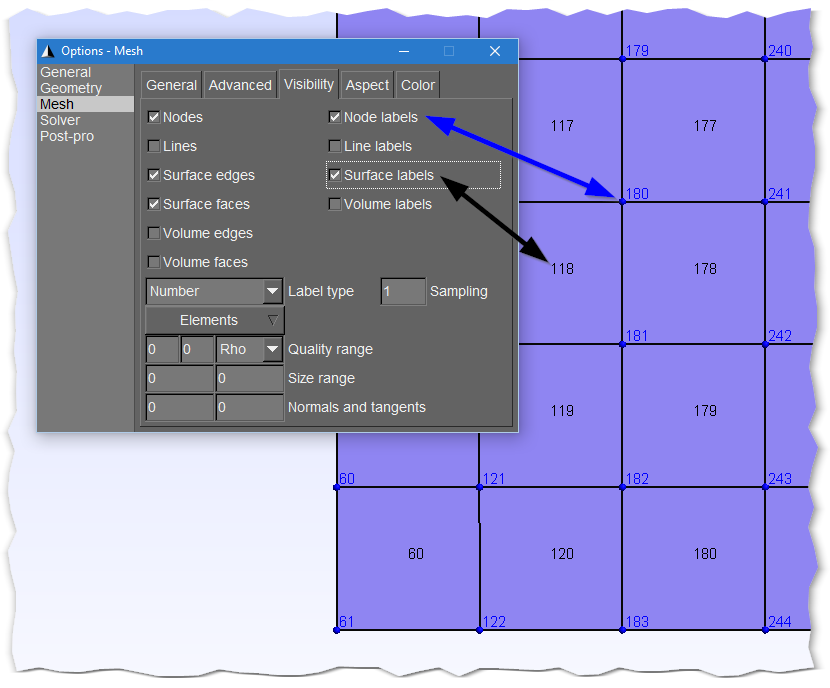 Options - Mesh
General
Geometry
Mesh
Solver
Post-pro
General Advanced Visibility Aspect Color
Nodes Node labels
Lines Line labels
Surface edges Surface labels
Surface faces Volume labels
Volume edges
Volume faces
Number Label type 1 Sampling
Elements
0 0 Rho Quality range
0 0 Size range
0 0 Normals and tangents
179 240
117 177
180 241
118 178
181 242
119 179
60 121 182 243
60 120 180
61 122 183 244